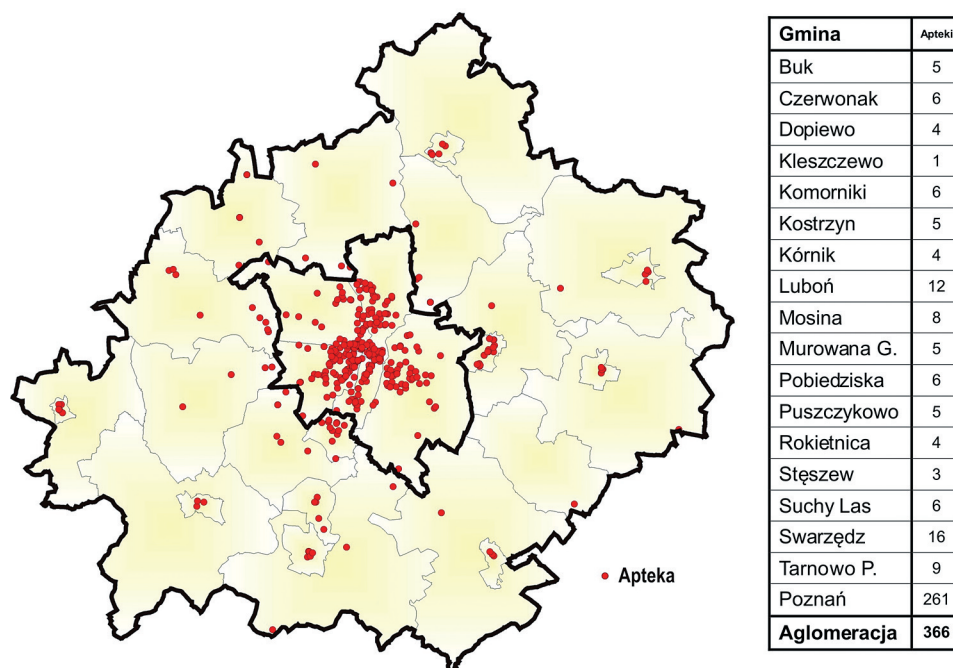 Gmina Apteki
Buk 5
Czerwonak 6
Dopiewo 4
Kleszczewo 1
Komorniki 6
Kostrzyn 5
Kórnik 4
Luboń 12
Mosina 8
Murowana G. 5
Pobiedziska 6
Puszczykowo 5
Rokietnica 4
Stęszew 3
Suchy Las 6
Swarzędz 16
Tarnowo P. 9
Poznań 261
Aglomeracja 366
Apteka